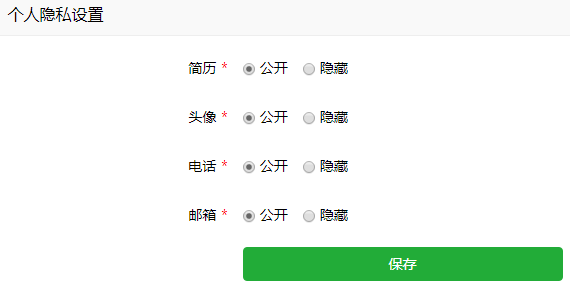 个人隐私设置
简历 * 公开 隐藏
头像 * 公开 隐藏
电话 * 公开 隐藏
邮箱 * 公开 隐藏
保存